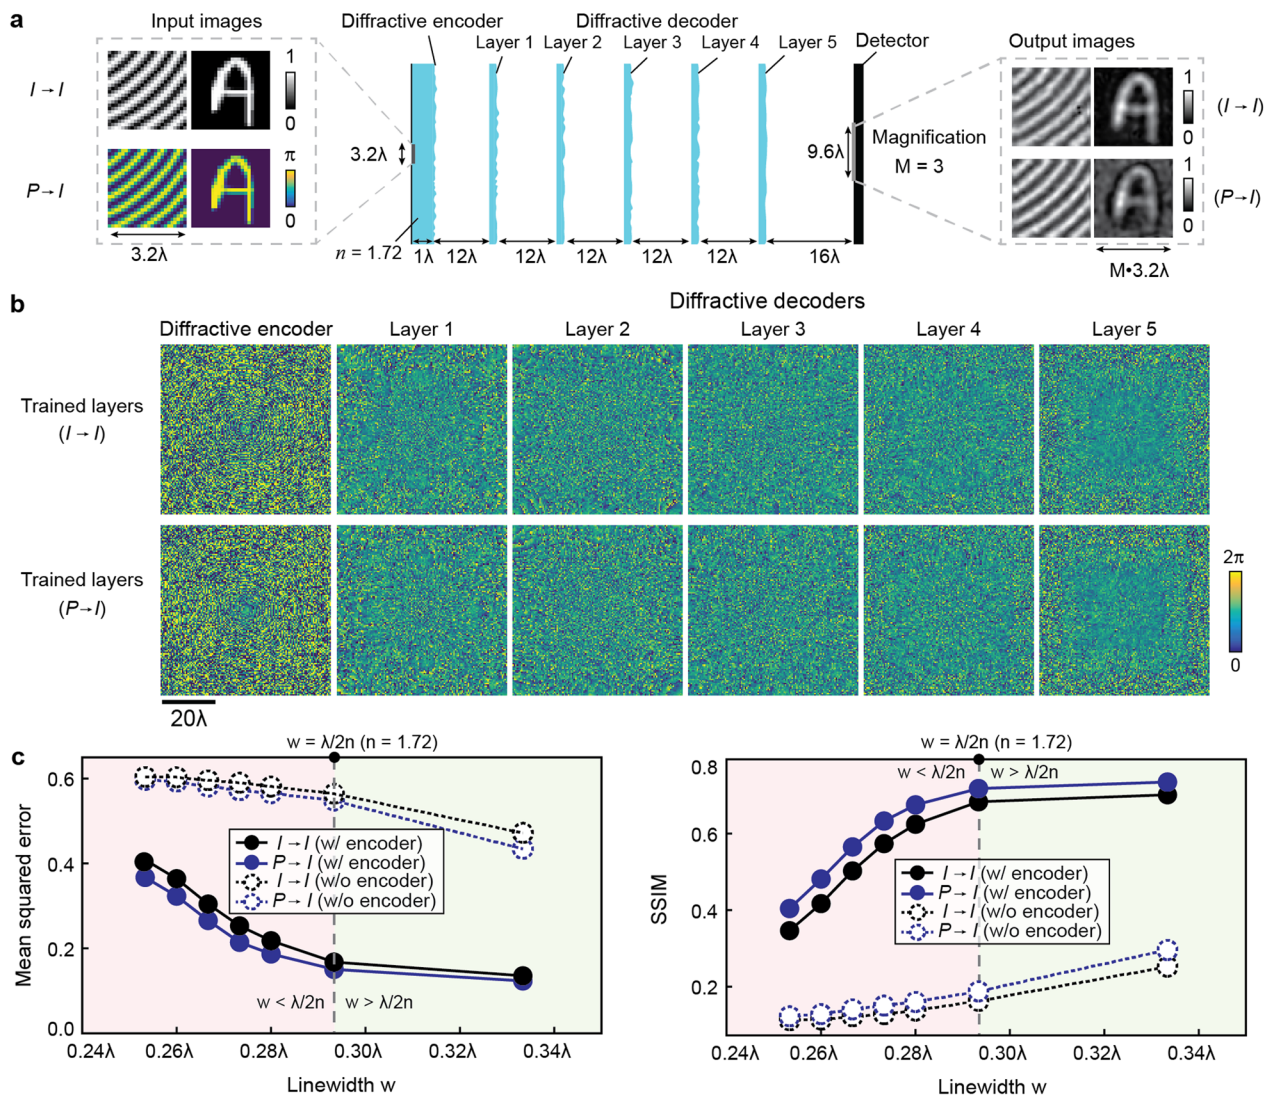 a
Input images
Diffractive encoder
Diffractive decoder
Layer 1
Layer 2
Layer 3
Layer 4
Layer 5
Detector
Output images
I→I
1
0
P→I
π
0
3.2λ
3.2λ
n = 1.72
1λ
12λ
12λ
12λ
12λ
12λ
16λ
9.6λ
Magnification
M = 3
1
0
(I→I)
1
0
(P→I)
M•3.2λ
b
Diffractive decoders
Diffractive encoder
Layer 1
Layer 2
Layer 3
Layer 4
Layer 5
Trained layers
(I→I)
Trained layers
(P→I)
2π
0
20λ
c
w = λ/2n (n = 1.72)
Mean squared error
0.6
0.4
0.2
0.0
I→I (w/ encoder)
P→I (w/ encoder)
I→I (w/o encoder)
P→I (w/o encoder)
w < λ/2n
w > λ/2n
0.24λ
0.26λ
0.28λ
0.30λ
0.32λ
0.34λ
Linewidth w
w = λ/2n (n = 1.72)
w < λ/2n
w > λ/2n
SSIM
0.8
0.6
0.4
0.2
I→I (w/ encoder)
P→I (w/ encoder)
I→I (w/o encoder)
P→I (w/o encoder)
0.24λ
0.26λ
0.28λ
0.30λ
0.32λ
0.34λ
Linewidth w